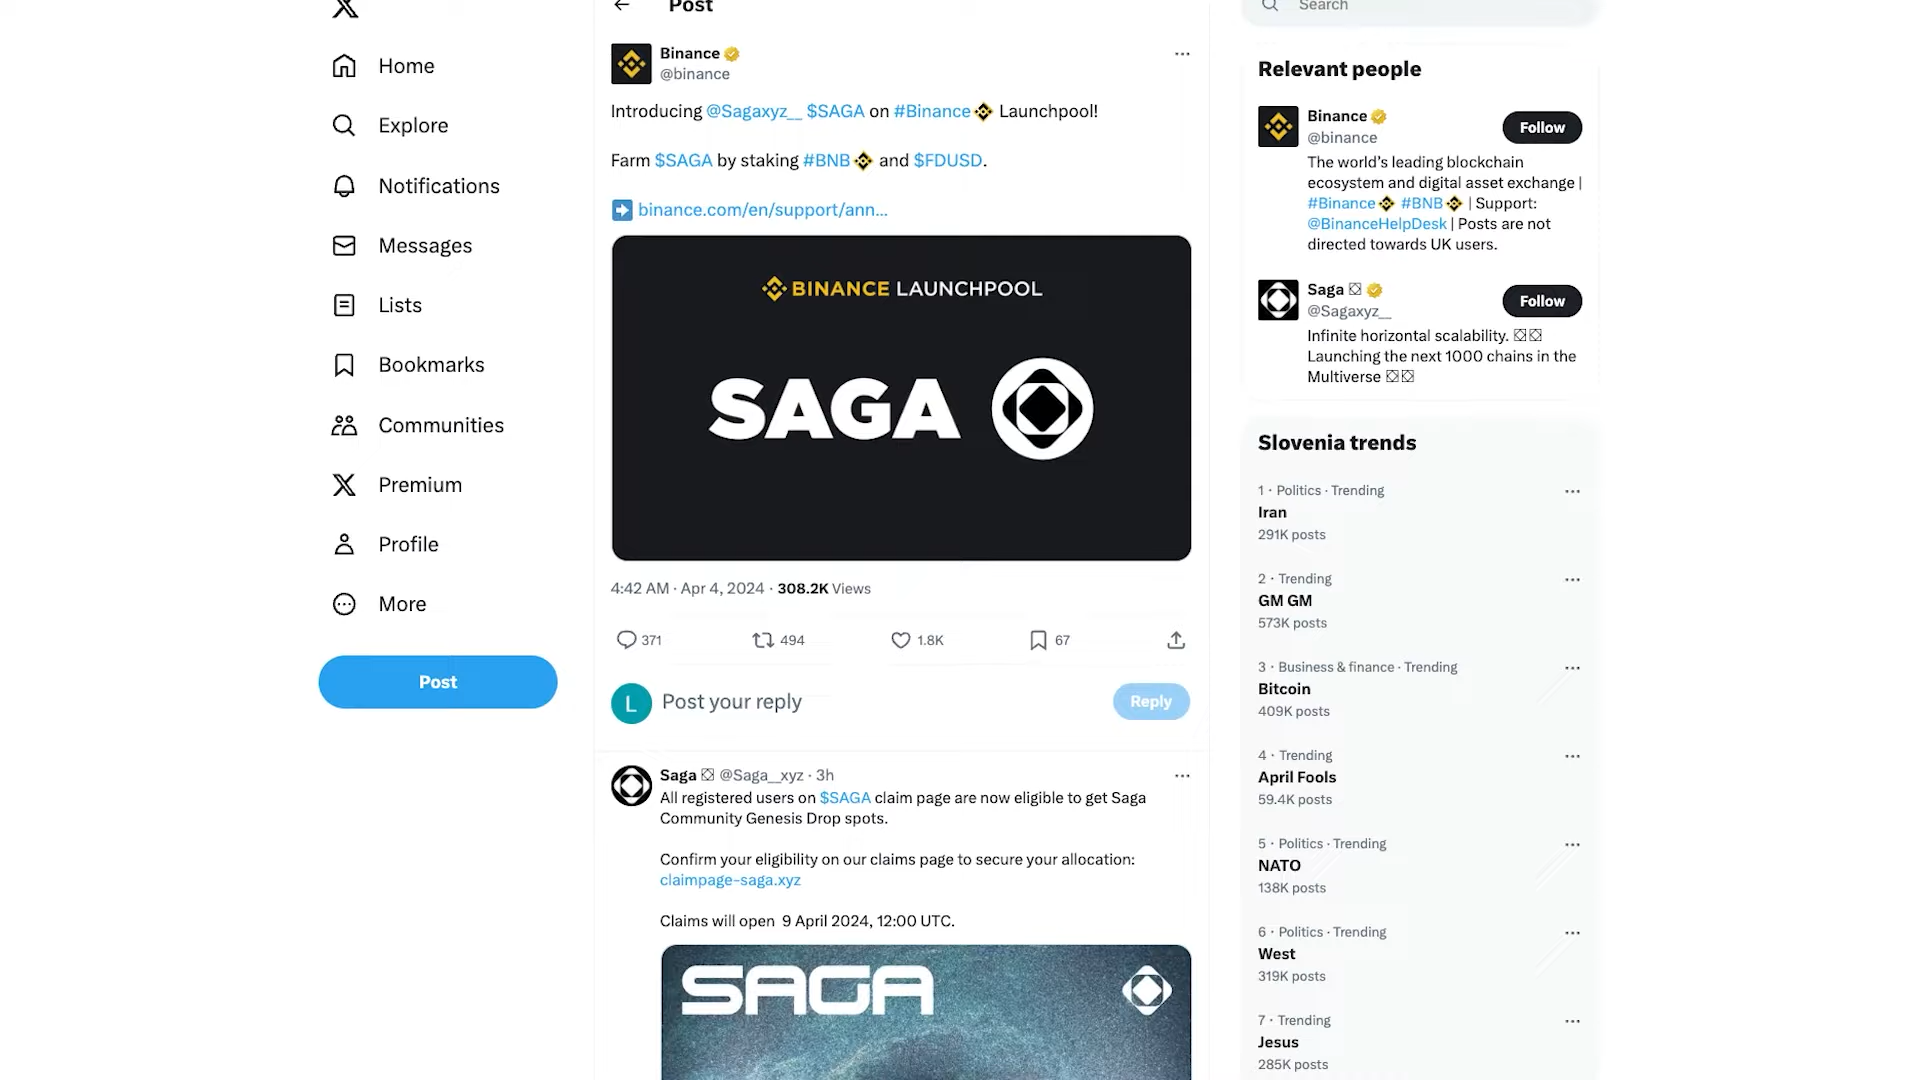 Post
Search
Home
Explore
Notifications
Messages
Lists
Bookmarks
Communities
Premium
Profile
More
Post
Binance
@binance
Introducing @Sagaxyz__ $SAGA on #Binance Launchpool!
Farm $SAGA by staking #BNB and $FDUSD.
binance.com/en/support/ann...
BINANCE LAUNCHPOOL
SAGA
4:42 AM · Apr 4, 2024 · 308.2K Views
371
494
1.8K
67
L
Post your reply
Reply
Saga @Saga__xyz · 3h
All registered users on $SAGA claim page are now eligible to get Saga
Community Genesis Drop spots.
Confirm your eligibility on our claims page to secure your allocation:
claimpage-saga.xyz
Claims will open 9 April 2024, 12:00 UTC.
SAGA
Relevant people
Binance
@binance
Follow
The world's leading blockchain
ecosystem and digital asset exchange |
#Binance #BNB | Support:
@BinanceHelpDesk | Posts are not
directed towards UK users.
Saga
@Sagaxyz__
Follow
Infinite horizontal scalability.
Launching the next 1000 chains in the
Multiverse
Slovenia trends
1 · Politics · Trending
Iran
291K posts
2 · Trending
GM GM
573K posts
3 · Business & finance · Trending
Bitcoin
409K posts
4 · Trending
April Fools
59.4K posts
5 · Politics · Trending
NATO
138K posts
6 · Politics · Trending
West
319K posts
7 · Trending
Jesus
285K posts